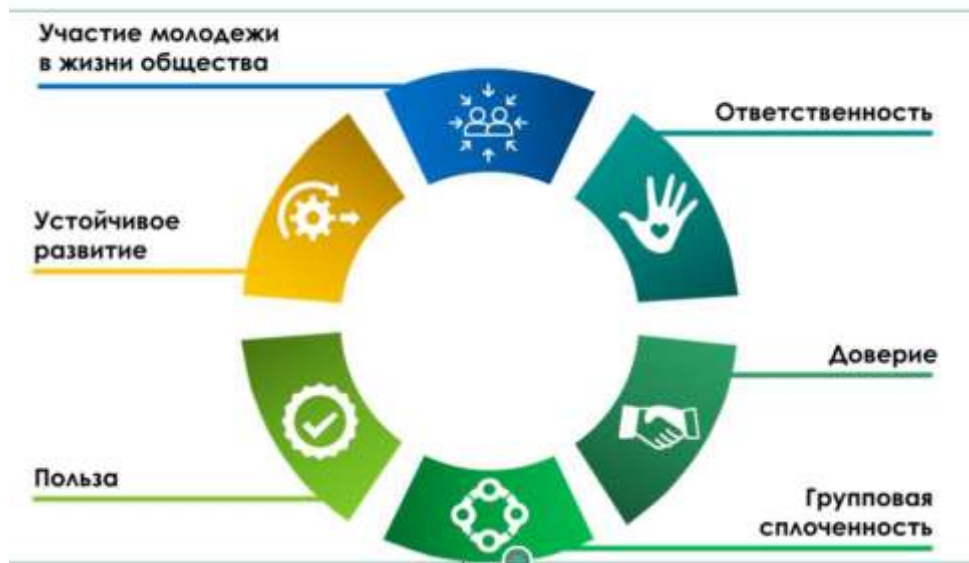 Участие молодежи
в жизни общества
Ответственность
Устойчивое
развитие
Доверие
Польза
Групповая
сплоченность